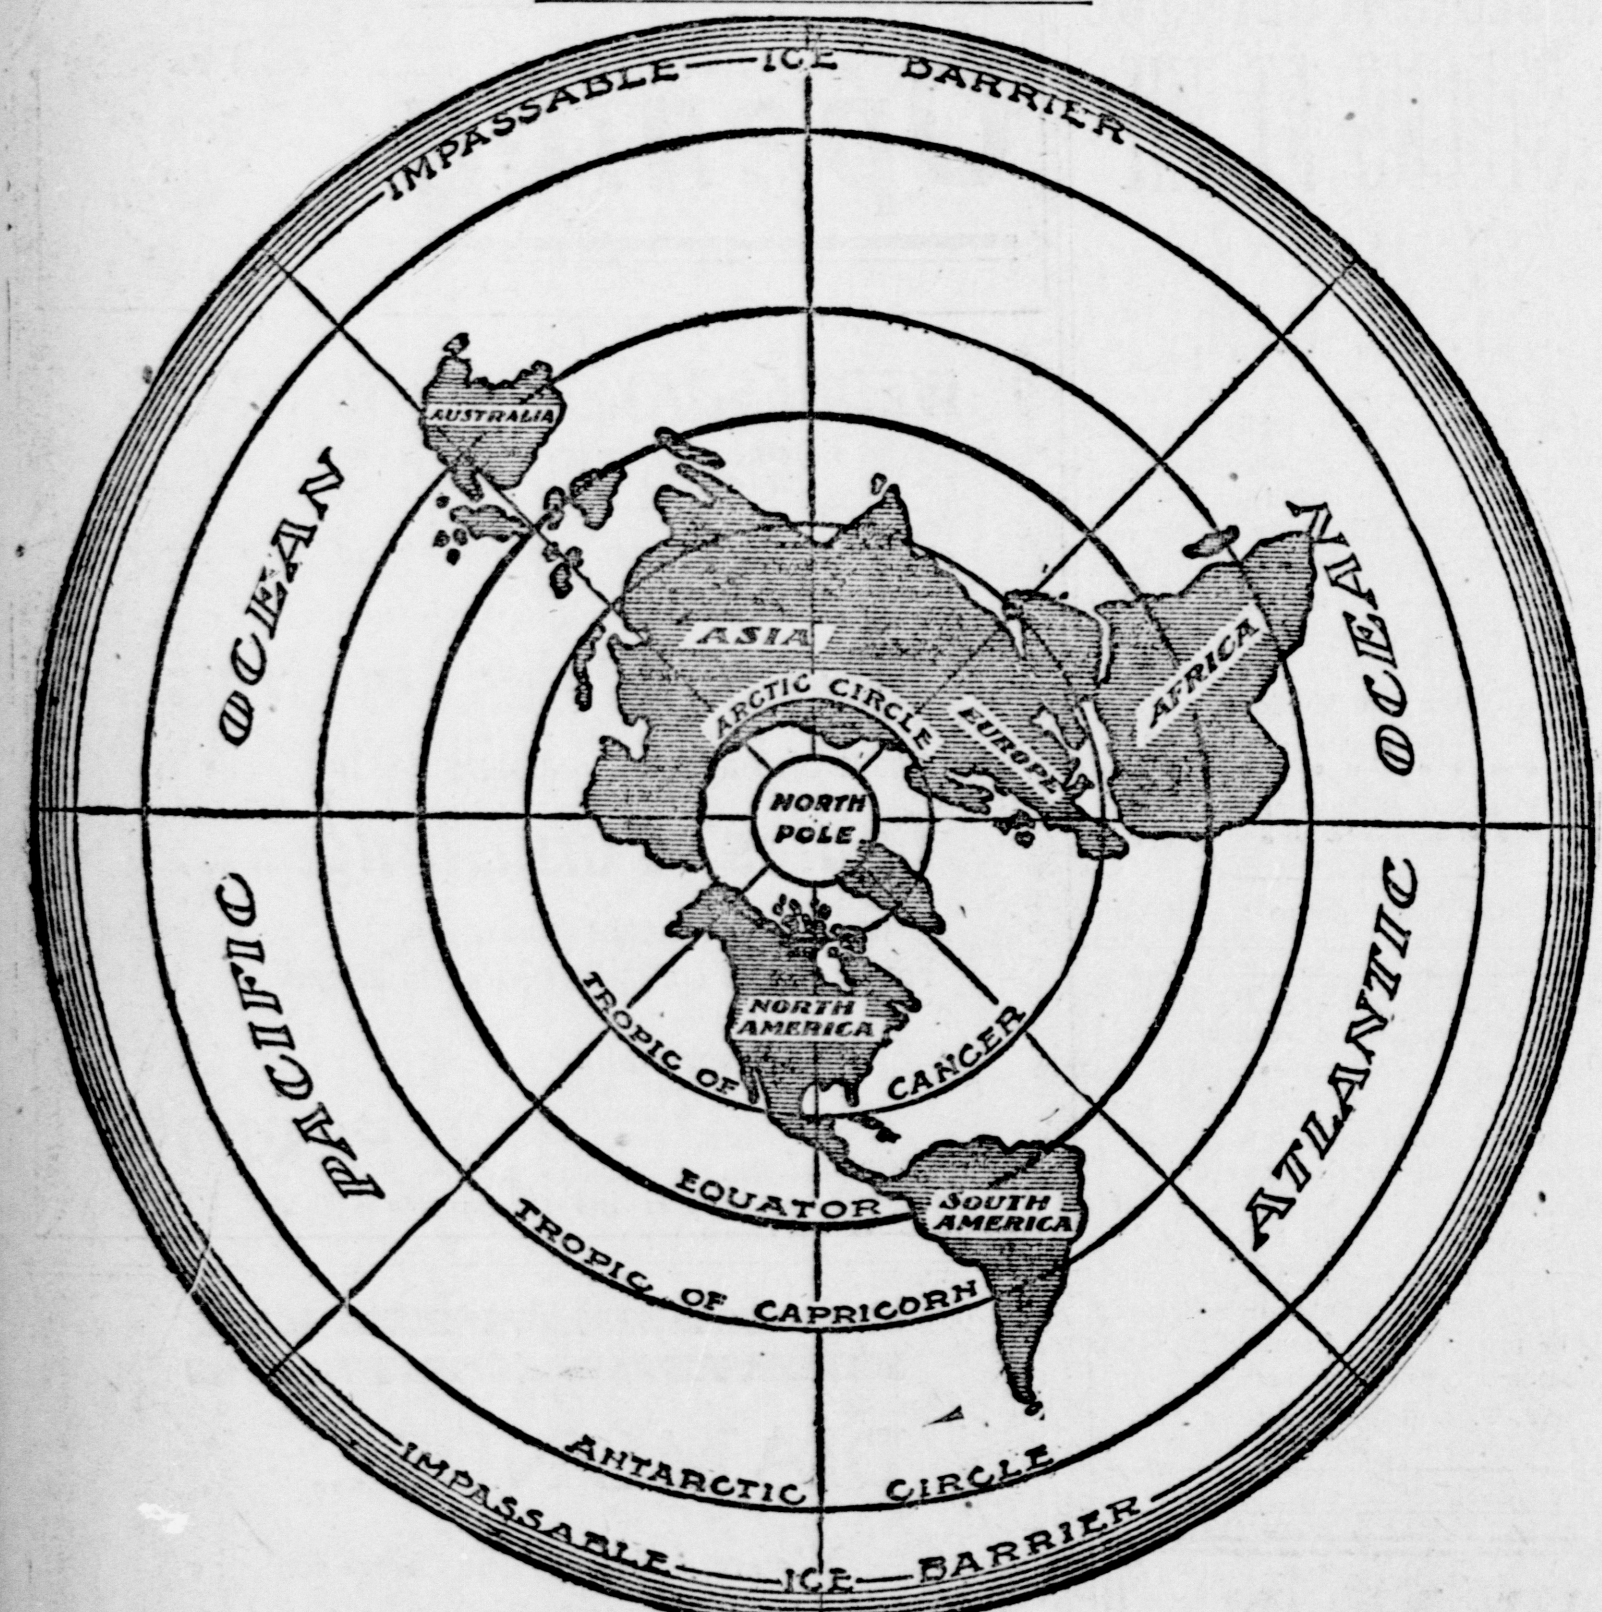 IMPASSABLE — ICE BARRIER
AUSTRALIA
OCEAN
OCEAN
ASIA
AFRICA
ARCTIC CIRCLE
EUROPE
NORTH
POLE
PACIFIC
ATLANTIC
NORTH
AMERICA
TROPIC OF CANCER
SOUTH
AMERICA
EQUATOR
TROPIC OF CAPRICORN
ANTARCTIC CIRCLE
IMPASSABLE — ICE — BARRIER